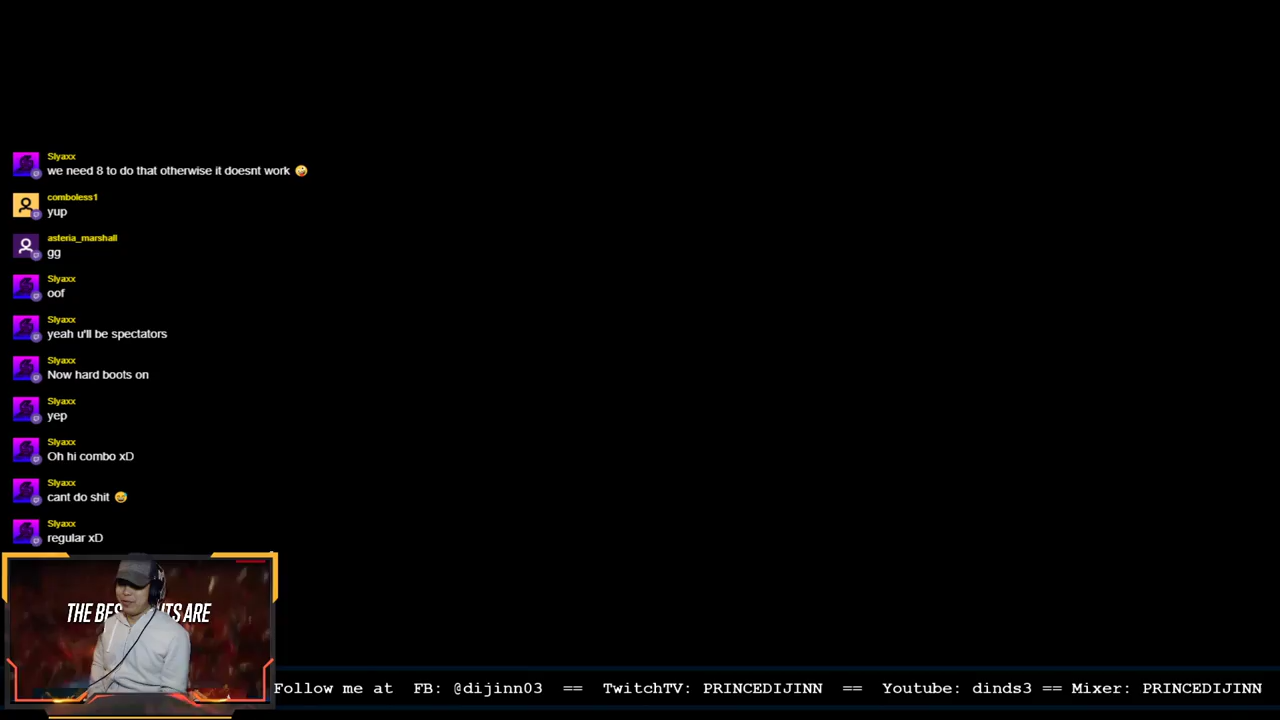 Slyaxx
we need 8 to do that otherwise it doesnt work 🤪
comboless1
yup
asteria_marshall
gg
Slyaxx
oof
Slyaxx
yeah u'll be spectators
Slyaxx
Now hard boots on
Slyaxx
yep
Slyaxx
Oh hi combo xD
Slyaxx
cant do shit 😅
Slyaxx
regular xD
THE BES ARE
Follow me at FB: @dijinn03 == TwitchTV: PRINCEDIJINN == Youtube: dinds3 == Mixer: PRINCEDIJINN